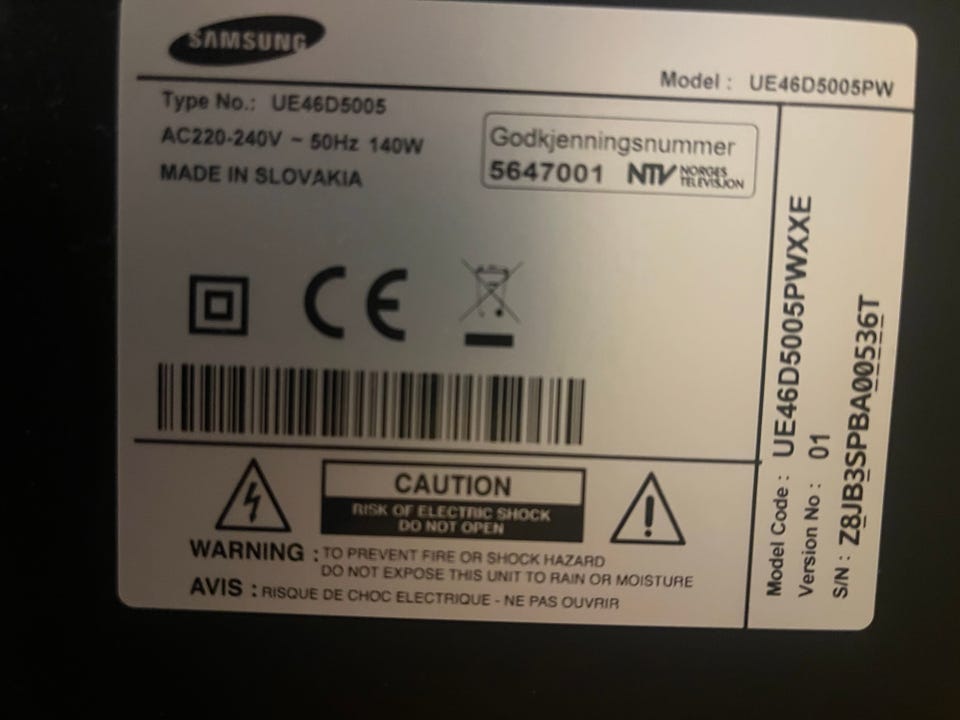 SAMSUNG
Model : UE46D5005PW
Type No.: UE46D5005
AC220-240V ~ 50Hz 140W
MADE IN SLOVAKIA
Godkjenningsnummer
5647001 NTV NORGES TELEVISJON
CE
CAUTION
RISK OF ELECTRIC SHOCK
DO NOT OPEN
WARNING : TO PREVENT FIRE OR SHOCK HAZARD
DO NOT EXPOSE THIS UNIT TO RAIN OR MOISTURE
AVIS : RISQUE DE CHOC ELECTRIQUE - NE PAS OUVRIR
Model Code : UE46D5005PWXXE
Version No : 01
S/N : Z8JB3SPBA00536T